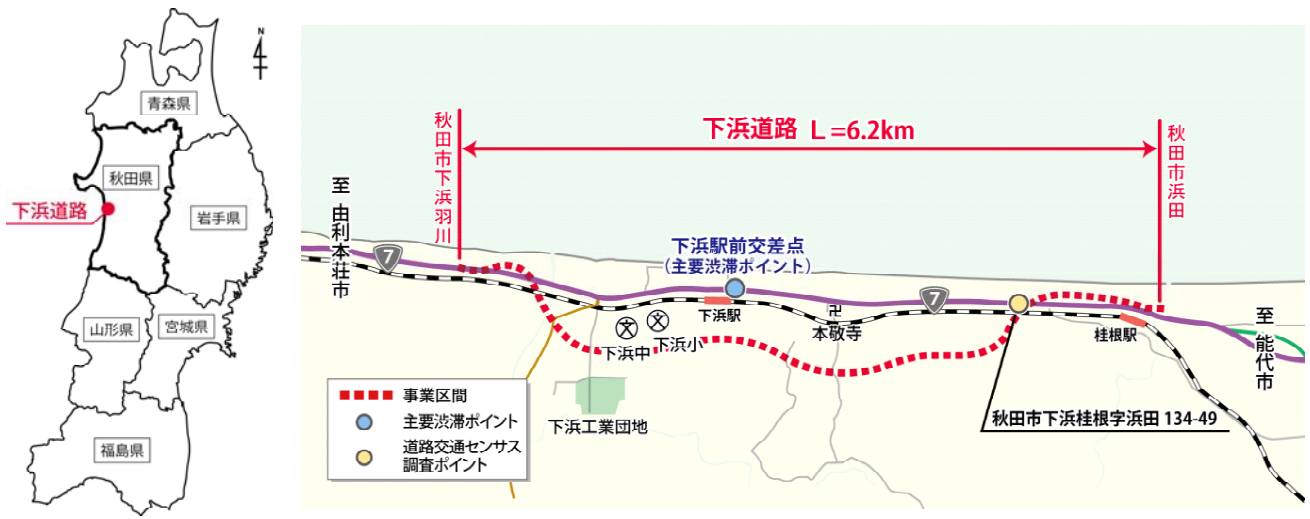 N
青森県
秋田県
下浜道路
岩手県
山形県
宮城県
福島県
下浜道路 L=6.2km
秋田市下浜羽川
秋田市浜田
至 由利本荘市
7
下浜駅前交差点
(主要渋滞ポイント)
7
下浜駅
卍
本敬寺
桂根駅
至 能代市
文
文
下浜中
下浜小
下浜工業団地
秋田市下浜桂根字浜田 134-49
事業区間
主要渋滞ポイント
道路交通センサス
調査ポイント